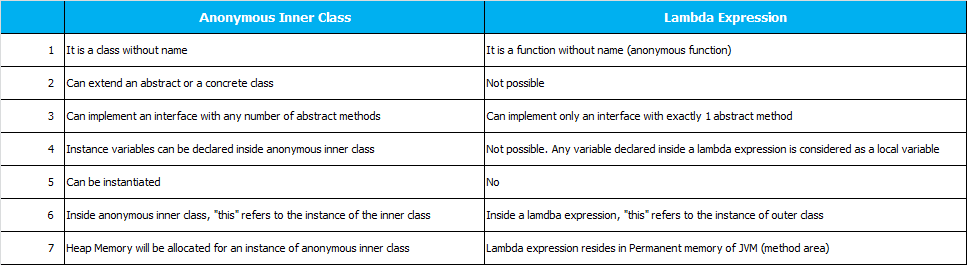 Anonymous Inner Class Lambda Expression
1 It is a class without name It is a function without name (anonymous function)
2 Can extend an abstract or a concrete class Not possible
3 Can implement an interface with any number of abstract methods Can implement only an interface with exactly 1 abstract method
4 Instance variables can be declared inside anonymous inner class Not possible. Any variable declared inside a lambda expression is considered as a local variable
5 Can be instantiated No
6 Inside anonymous inner class, "this" refers to the instance of the inner class Inside a lamdba expression, "this" refers to the instance of outer class
7 Heap Memory will be allocated for an instance of anonymous inner class Lambda expression resides in Permanent memory of JVM (method area)